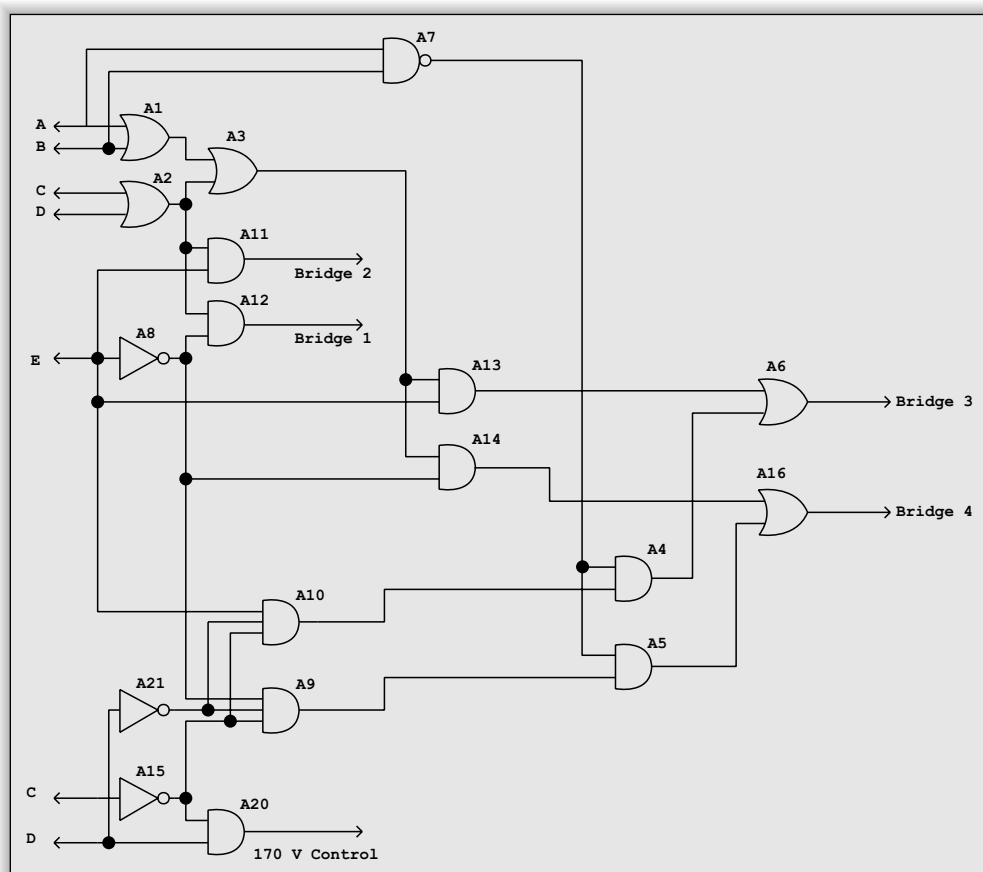 A7
A1
A
A3
B
A2
C
D
A11
Bridge 2
A12
A8
Bridge 1
E
A13
A6
Bridge 3
A14
A16
Bridge 4
A4
A10
A5
A21
A9
A15
C
A20
D
170 V Control